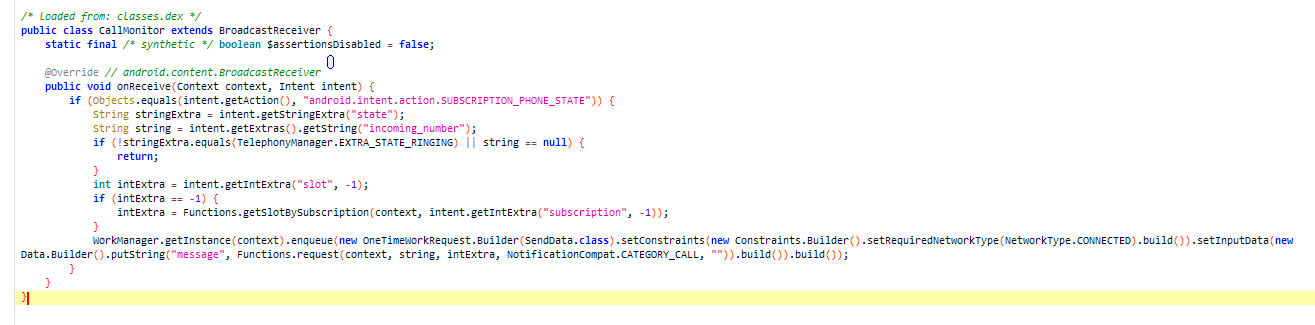 /* loaded from: classes.dex */
public class CallMonitor extends BroadcastReceiver {
static final /* synthetic */ boolean $assertionsDisabled = false;
@Override // android.content.BroadcastReceiver
public void onReceive(Context context, Intent intent) {
if (Objects.equals(intent.getAction(), "android.intent.action.SUBSCRIPTION_PHONE_STATE")) {
String stringExtra = intent.getStringExtra("state");
String string = intent.getExtras().getString("incoming_number");
if (!stringExtra.equals(TelephonyManager.EXTRA_STATE_RINGING) || string == null) {
return;
}
int intExtra = intent.getIntExtra("slot", -1);
if (intExtra == -1) {
intExtra = Functions.getSlotBySubscription(context, intent.getIntExtra("subscription", -1));
}
WorkManager.getInstance(context).enqueue(new OneTimeWorkRequest.Builder(SendData.class).setConstraints(new Constraints.Builder().setRequiredNetworkType(NetworkType.CONNECTED).build()).setInputData(new
Data.Builder().putString("message", Functions.request(context, string, intExtra, NotificationCompat.CATEGORY_CALL, "")).build()).build());
}
}
}